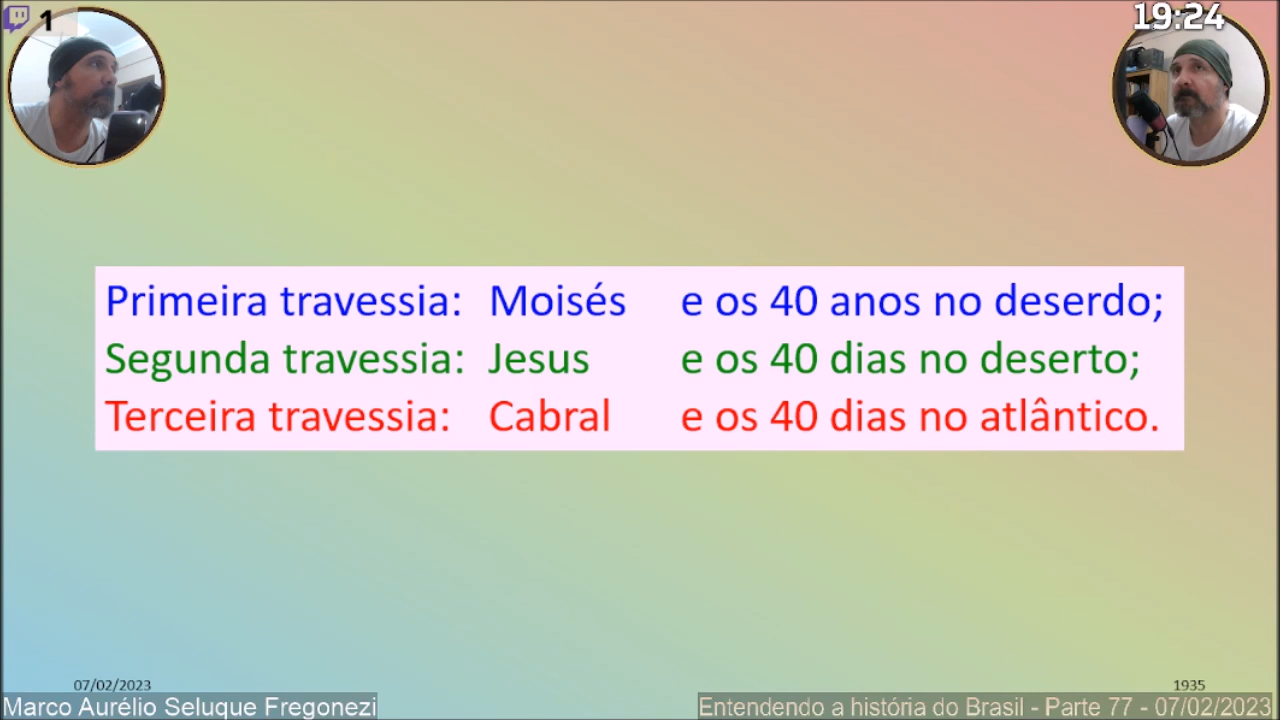 1
19:24
Primeira travessia: Moisés e os 40 anos no deserdo;
Segunda travessia: Jesus e os 40 dias no deserto;
Terceira travessia: Cabral e os 40 dias no atlântico.
07/02/2023
1935
Marco Aurélio Seluque Fregonezi
Entendendo a história do Brasil - Parte 77 - 07/02/2023